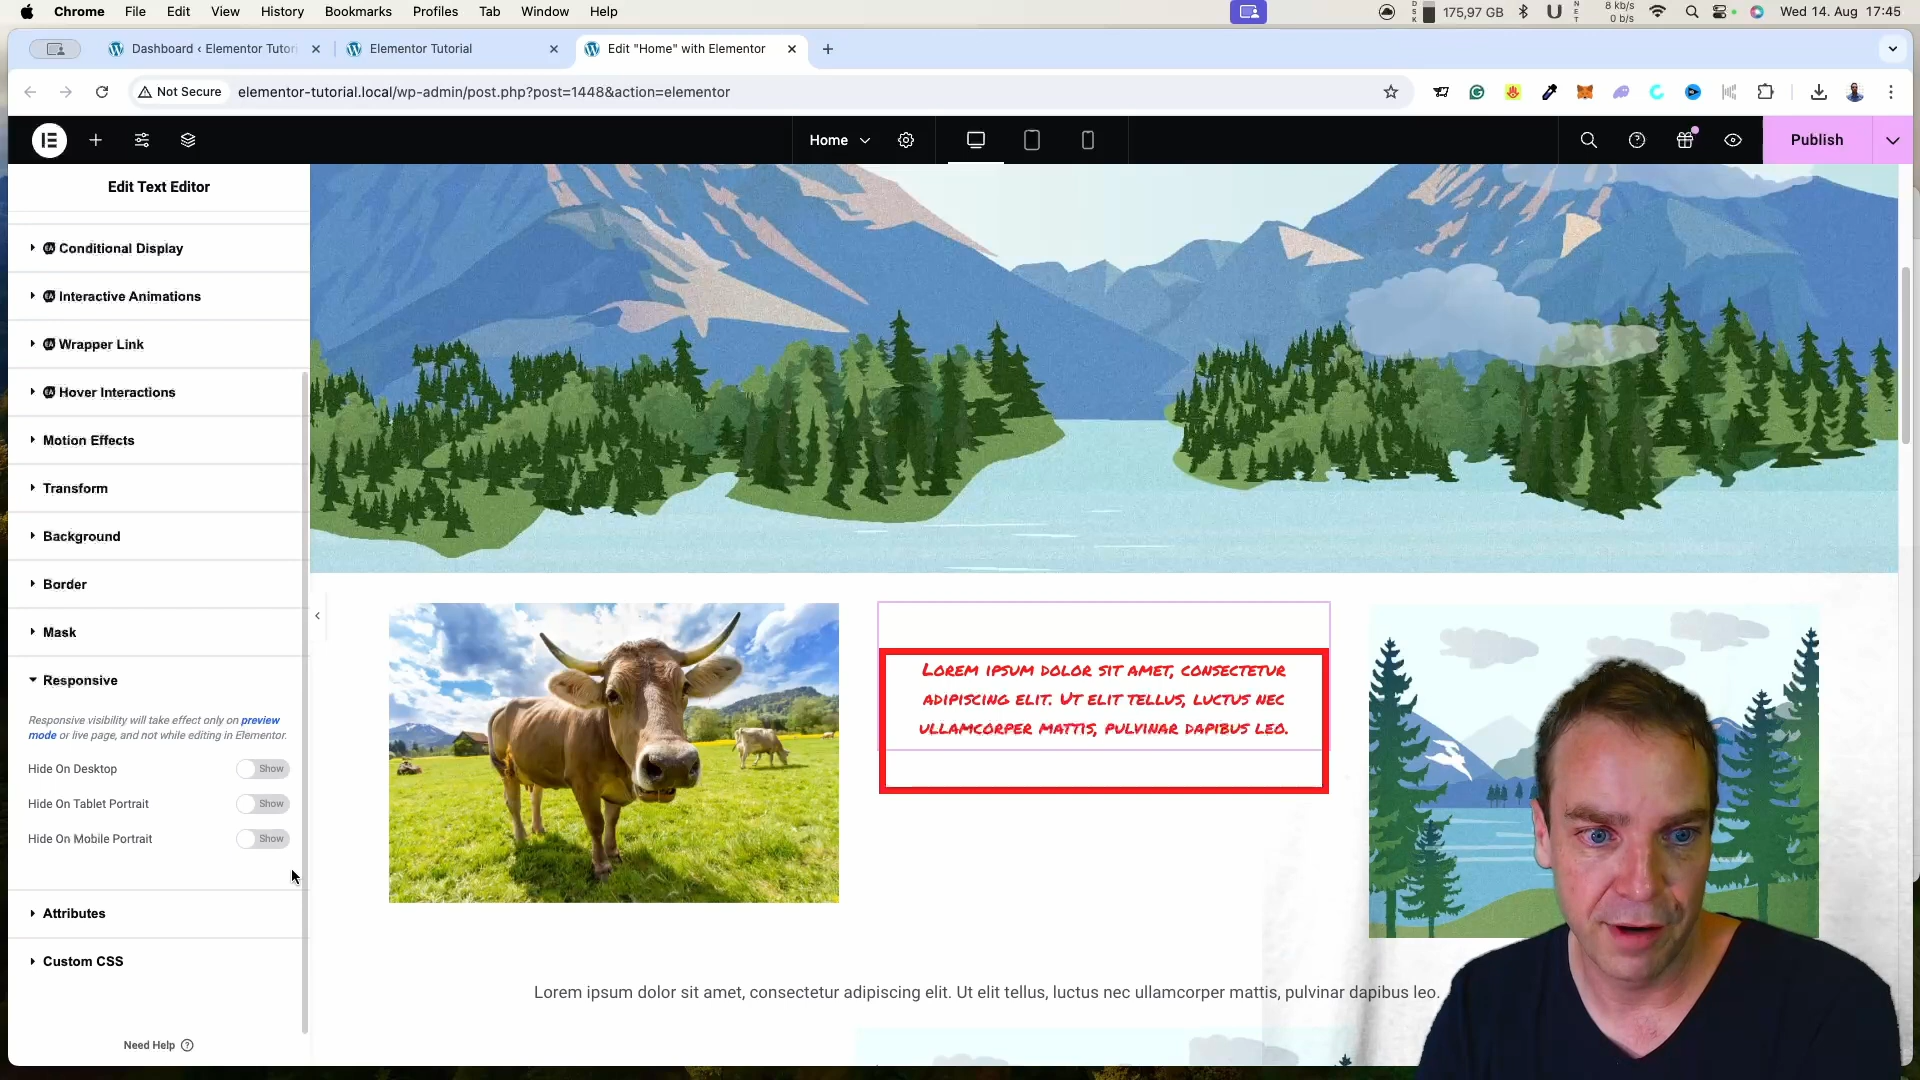 Chrome File Edit View History Bookmarks Profiles Tab Window Help
175,97 GB
8 kb/s
0 b/s
Wed 14. Aug 17:45
Dashboard ‹ Elementor Tutori
Elementor Tutorial
Edit "Home" with Elementor
Not Secure
elementor-tutorial.local/wp-admin/post.php?post=1448&action=elementor
Home
Publish
Edit Text Editor
Conditional Display
Interactive Animations
Wrapper Link
Hover Interactions
Motion Effects
Transform
Background
Border
Mask
Responsive
Responsive visibility will take effect only on preview
mode or live page, and not while editing in Elementor.
Hide On Desktop Show
Hide On Tablet Portrait Show
Hide On Mobile Portrait Show
Attributes
Custom CSS
Need Help
Lorem ipsum dolor sit amet, consectetur
adipiscing elit. Ut elit tellus, luctus nec
ullamcorper mattis, pulvinar dapibus leo.
Lorem ipsum dolor sit amet, consectetur adipiscing elit. Ut elit tellus, luctus nec ullamcorper mattis, pulvinar dapibus leo.